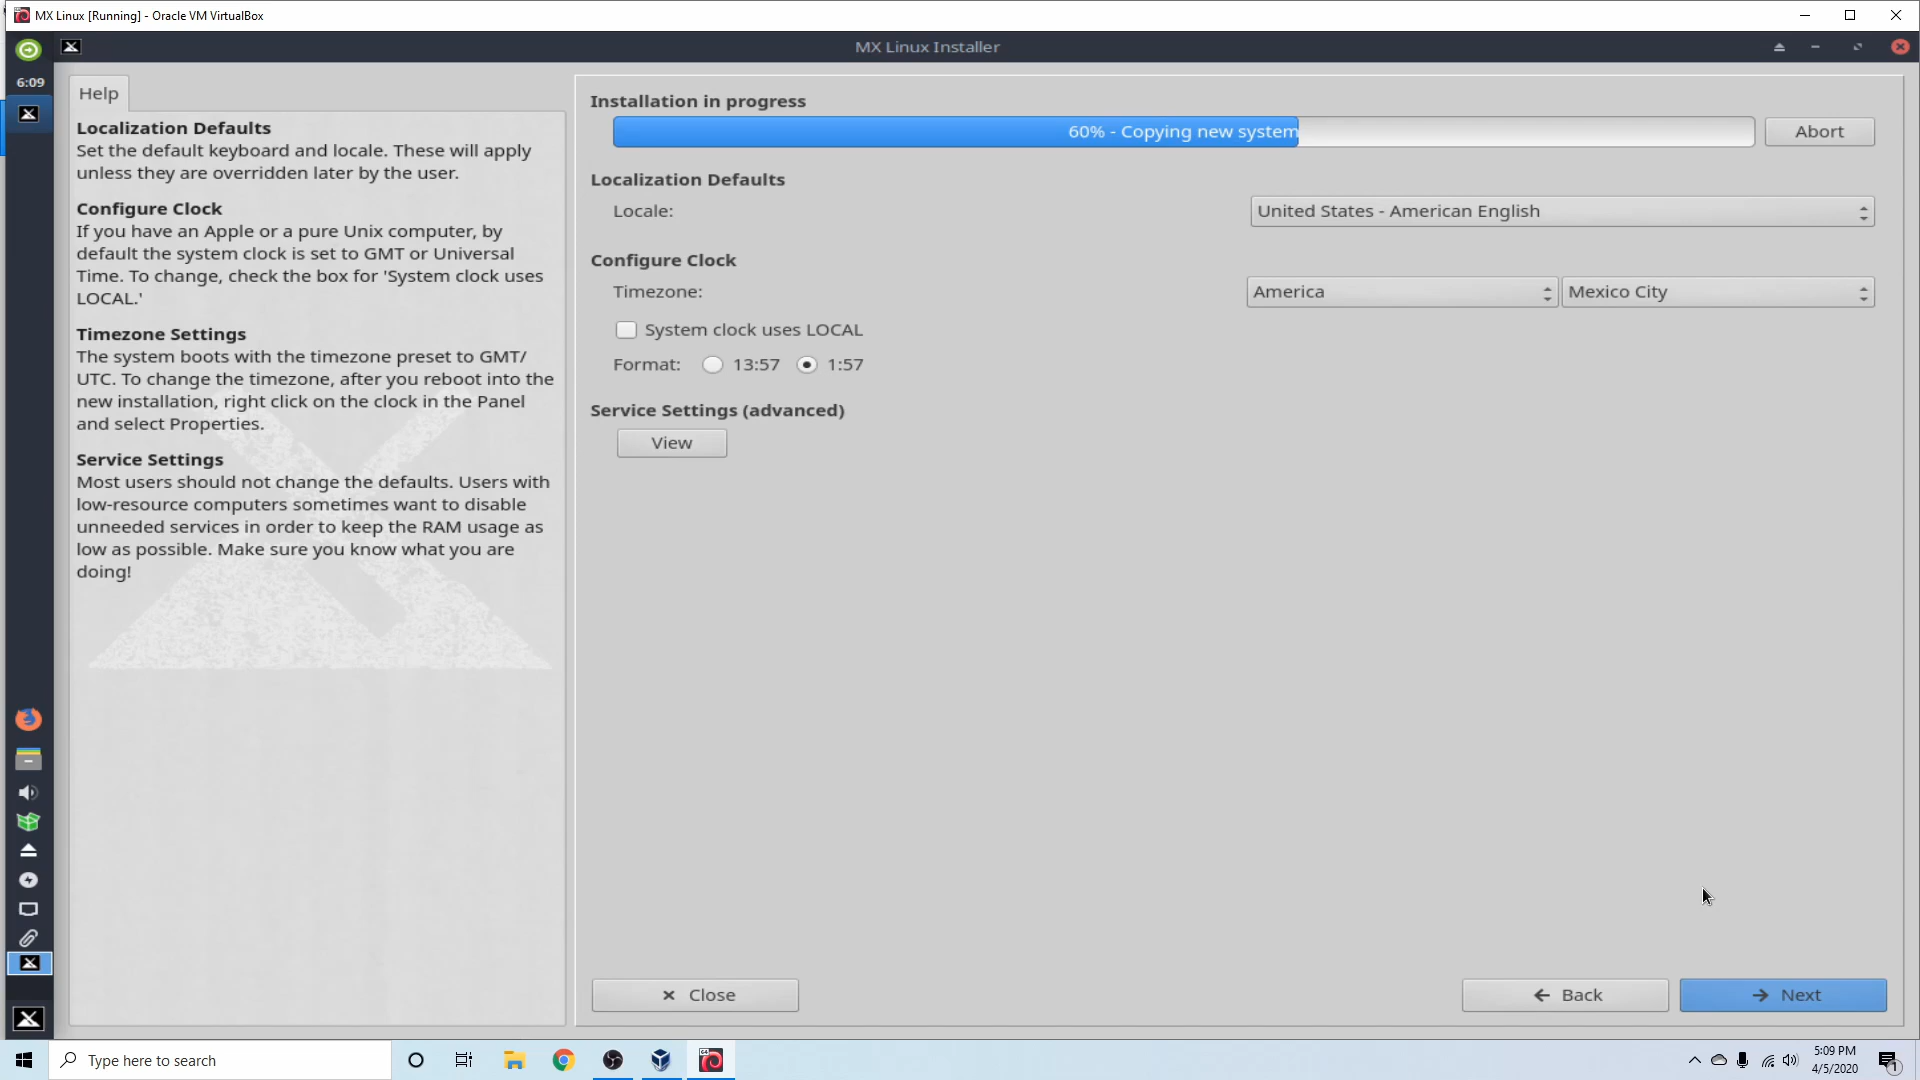 MX Linux [Running] - Oracle VM VirtualBox
MX Linux Installer
6:09
Help
Localization Defaults
Set the default keyboard and locale. These will apply
unless they are overridden later by the user.
Configure Clock
If you have an Apple or a pure Unix computer, by
default the system clock is set to GMT or Universal
Time. To change, check the box for 'System clock uses
LOCAL.'
Timezone Settings
The system boots with the timezone preset to GMT/
UTC. To change the timezone, after you reboot into the
new installation, right click on the clock in the Panel
and select Properties.
Service Settings
Most users should not change the defaults. Users with
low-resource computers sometimes want to disable
unneeded services in order to keep the RAM usage as
low as possible. Make sure you know what you are
doing!
Installation in progress
60% - Copying new system
Abort
Localization Defaults
Locale:
United States - American English
Configure Clock
Timezone:
America
Mexico City
System clock uses LOCAL
Format:
13:57
1:57
Service Settings (advanced)
View
Close
Back
Next
Type here to search
64
5:09 PM
4/5/2020
1